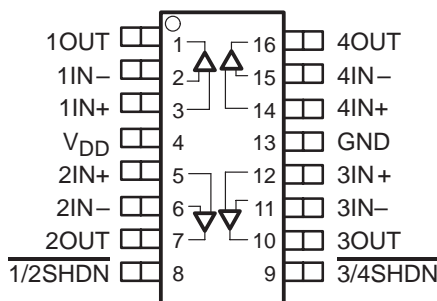 1OUT 1 16 4OUT
1IN− 2 15 4IN−
1IN+ 3 14 4IN+
VDD 4 13 GND
2IN+ 5 12 3IN+
2IN− 6 11 3IN−
2OUT 7 10 3OUT
1/2SHDN 8 9 3/4SHDN